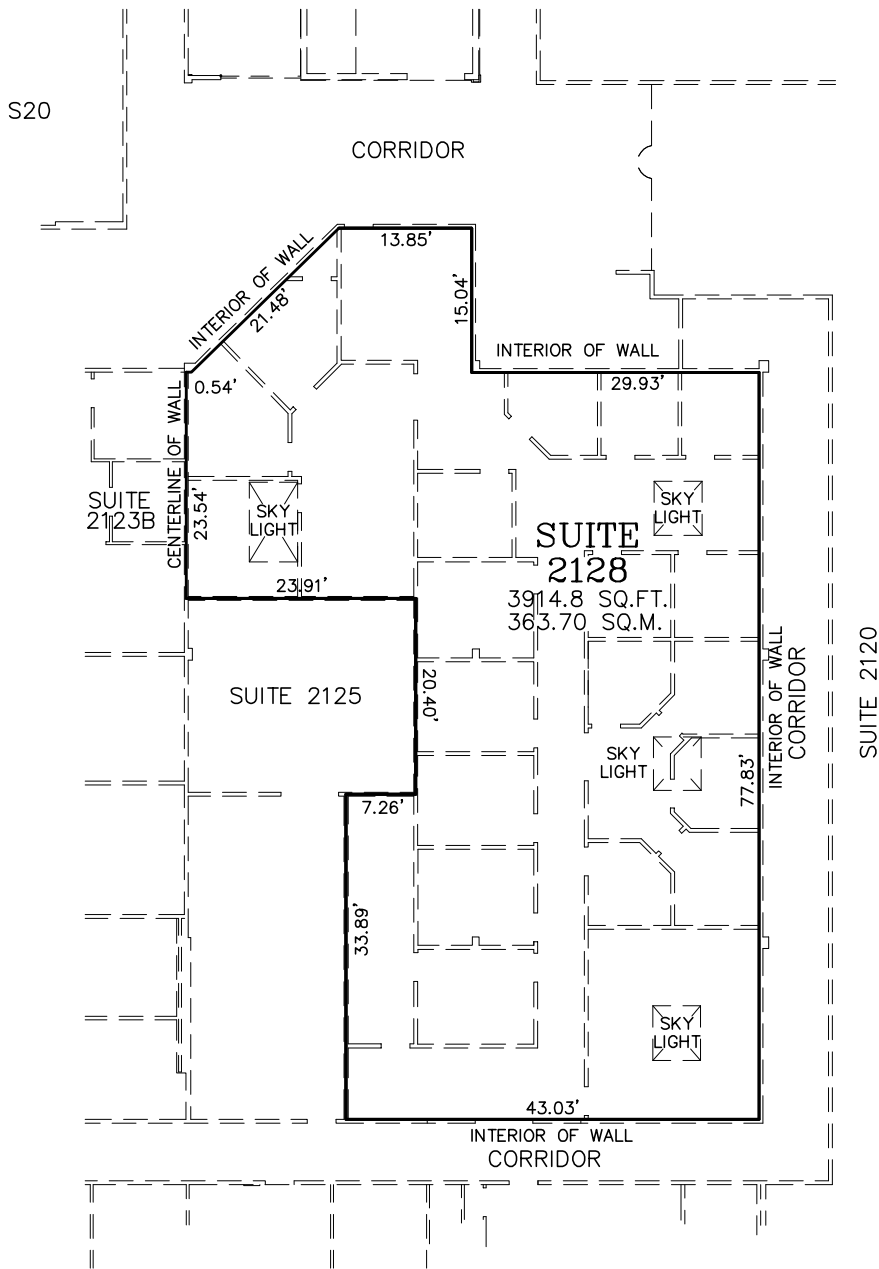 S20
CORRIDOR
INTERIOR OF WALL
13.85'
21.48'
15.04'
INTERIOR OF WALL
29.93'
0.54'
CENTERLINE OF WALL
23.54'
SUITE
2123B
SKY
LIGHT
SKY
LIGHT
SUITE
2128
3914.8 SQ.FT.
363.70 SQ.M.
23.91'
SUITE 2125
20.40'
SKY
LIGHT
77.83'
INTERIOR OF WALL
CORRIDOR
SUITE 2120
7.26'
33.89'
SKY
LIGHT
43.03'
INTERIOR OF WALL
CORRIDOR